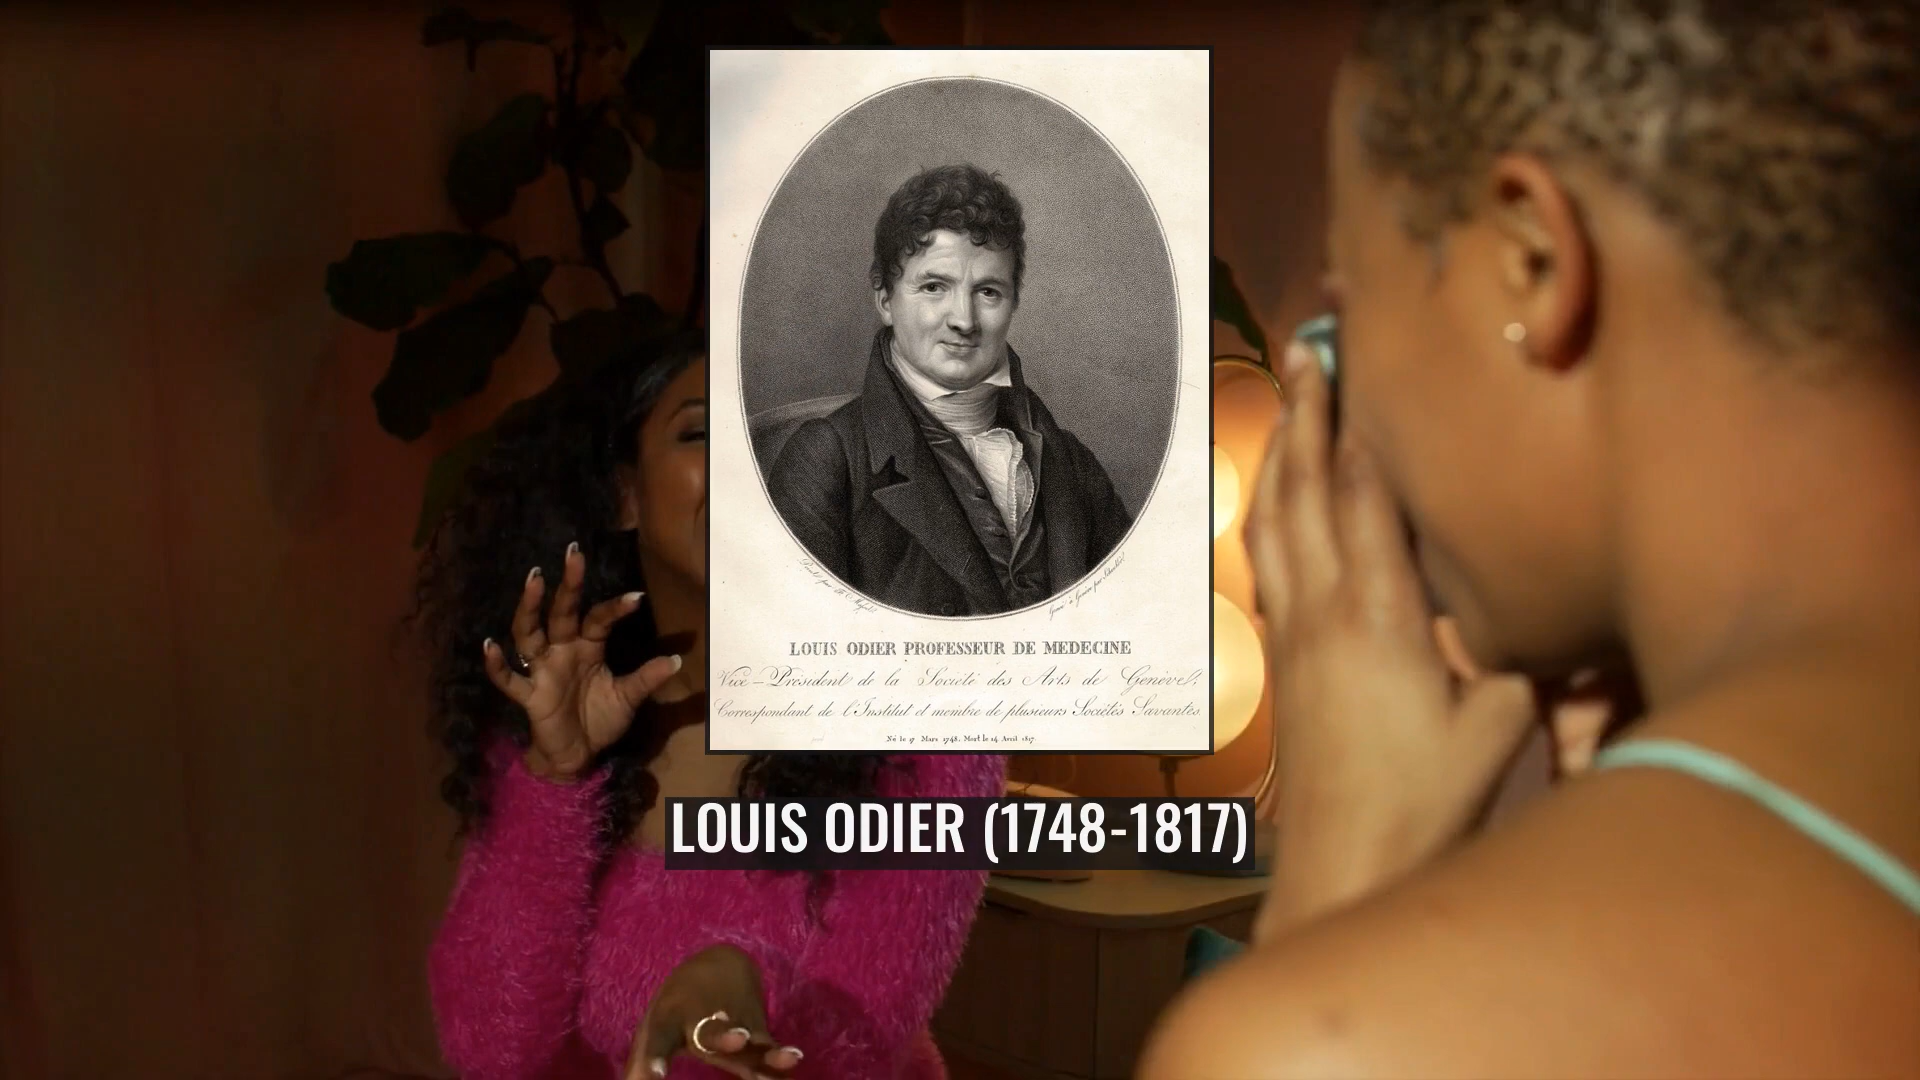 LOUIS ODIER PROFESSEUR DE MEDECINE
Vice-Président de la Société des Arts de Genève,
Correspondant de l'Institut et membre de plusieurs Sociétés Savantes.
Né le 17 Mars 1748. Mort le 14 Avril 1817.
LOUIS ODIER (1748-1817)